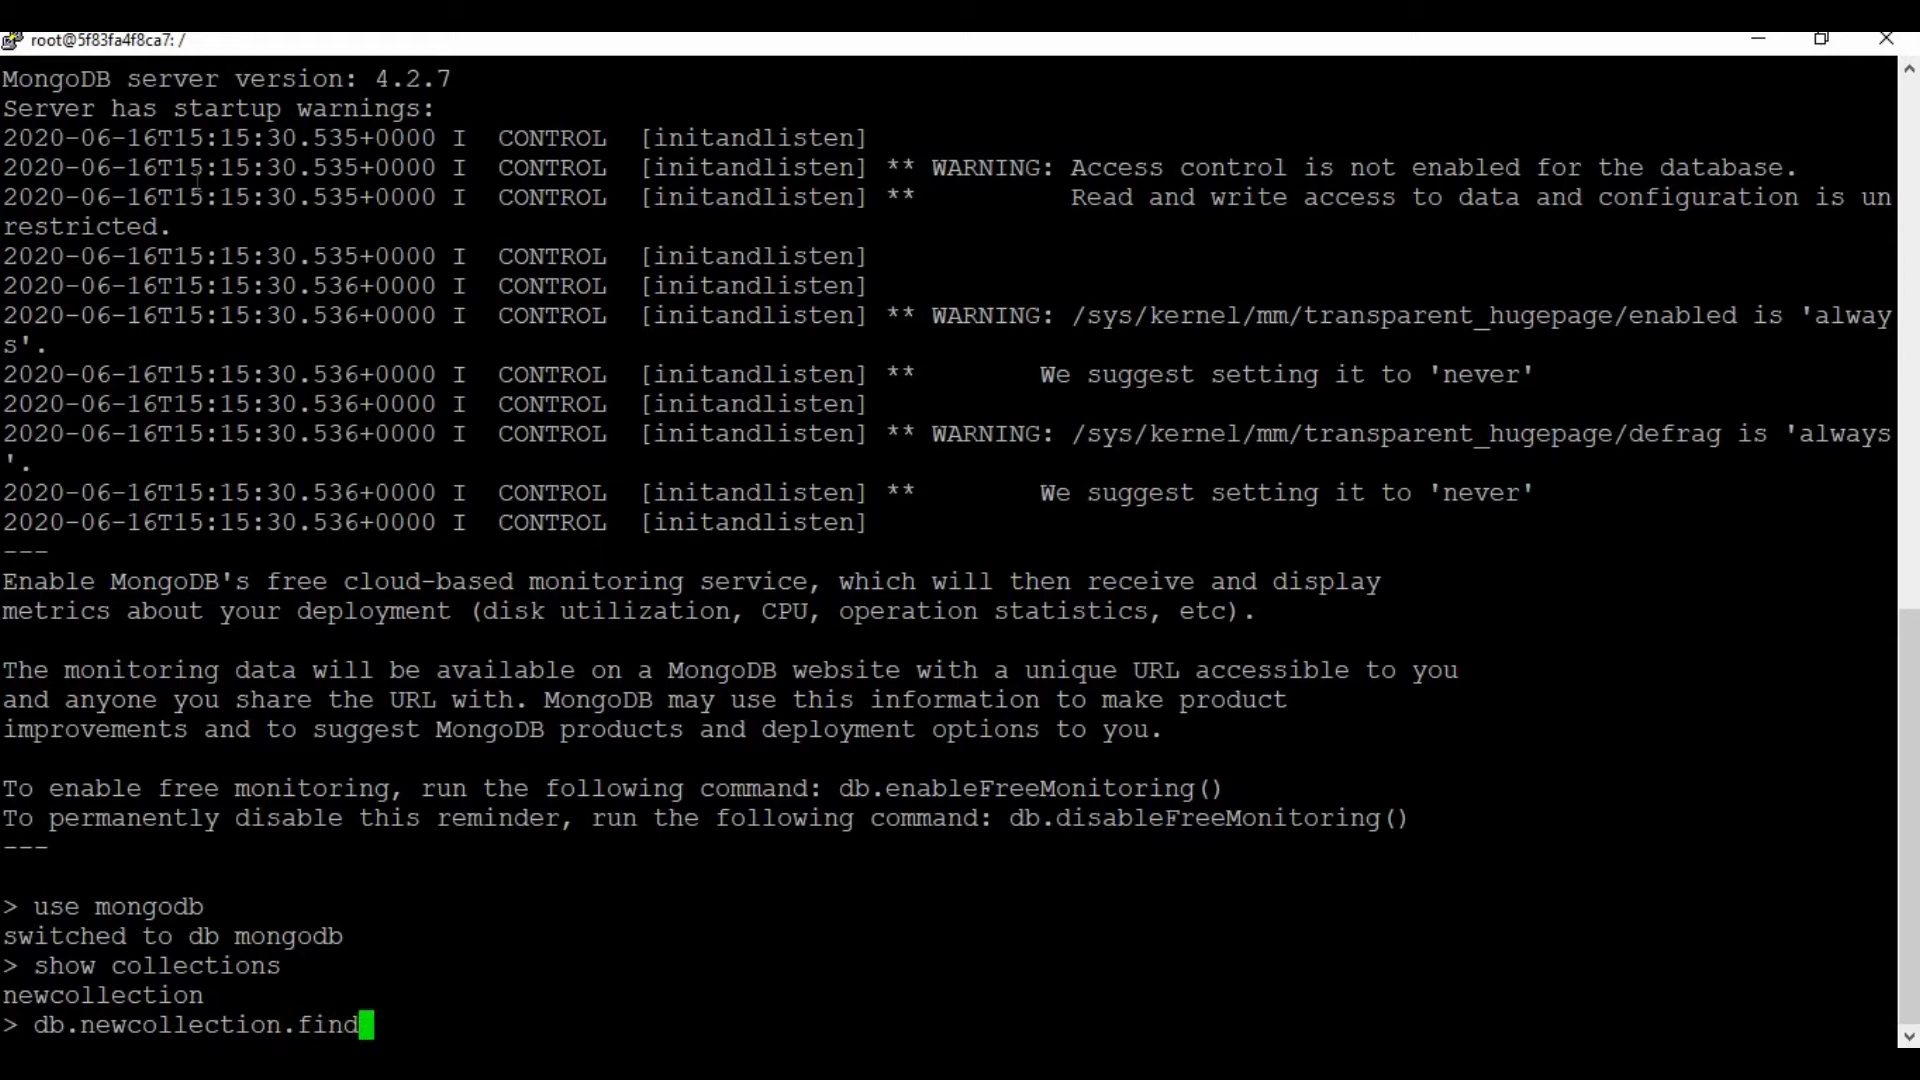 root@5f83fa4f8ca7: /
MongoDB server version: 4.2.7
Server has startup warnings:
2020-06-16T15:15:30.535+0000 I  CONTROL  [initandlisten]
2020-06-16T15:15:30.535+0000 I  CONTROL  [initandlisten] ** WARNING: Access control is not enabled for the database.
2020-06-16T15:15:30.535+0000 I  CONTROL  [initandlisten] **          Read and write access to data and configuration is un
restricted.
2020-06-16T15:15:30.535+0000 I  CONTROL  [initandlisten]
2020-06-16T15:15:30.536+0000 I  CONTROL  [initandlisten]
2020-06-16T15:15:30.536+0000 I  CONTROL  [initandlisten] ** WARNING: /sys/kernel/mm/transparent_hugepage/enabled is 'alway
s'.
2020-06-16T15:15:30.536+0000 I  CONTROL  [initandlisten] **        We suggest setting it to 'never'
2020-06-16T15:15:30.536+0000 I  CONTROL  [initandlisten]
2020-06-16T15:15:30.536+0000 I  CONTROL  [initandlisten] ** WARNING: /sys/kernel/mm/transparent_hugepage/defrag is 'always
'.
2020-06-16T15:15:30.536+0000 I  CONTROL  [initandlisten] **        We suggest setting it to 'never'
2020-06-16T15:15:30.536+0000 I  CONTROL  [initandlisten]
---
Enable MongoDB's free cloud-based monitoring service, which will then receive and display
metrics about your deployment (disk utilization, CPU, operation statistics, etc).

The monitoring data will be available on a MongoDB website with a unique URL accessible to you
and anyone you share the URL with. MongoDB may use this information to make product
improvements and to suggest MongoDB products and deployment options to you.

To enable free monitoring, run the following command: db.enableFreeMonitoring()
To permanently disable this reminder, run the following command: db.disableFreeMonitoring()
---

> use mongodb
switched to db mongodb
> show collections
newcollection
> db.newcollection.find